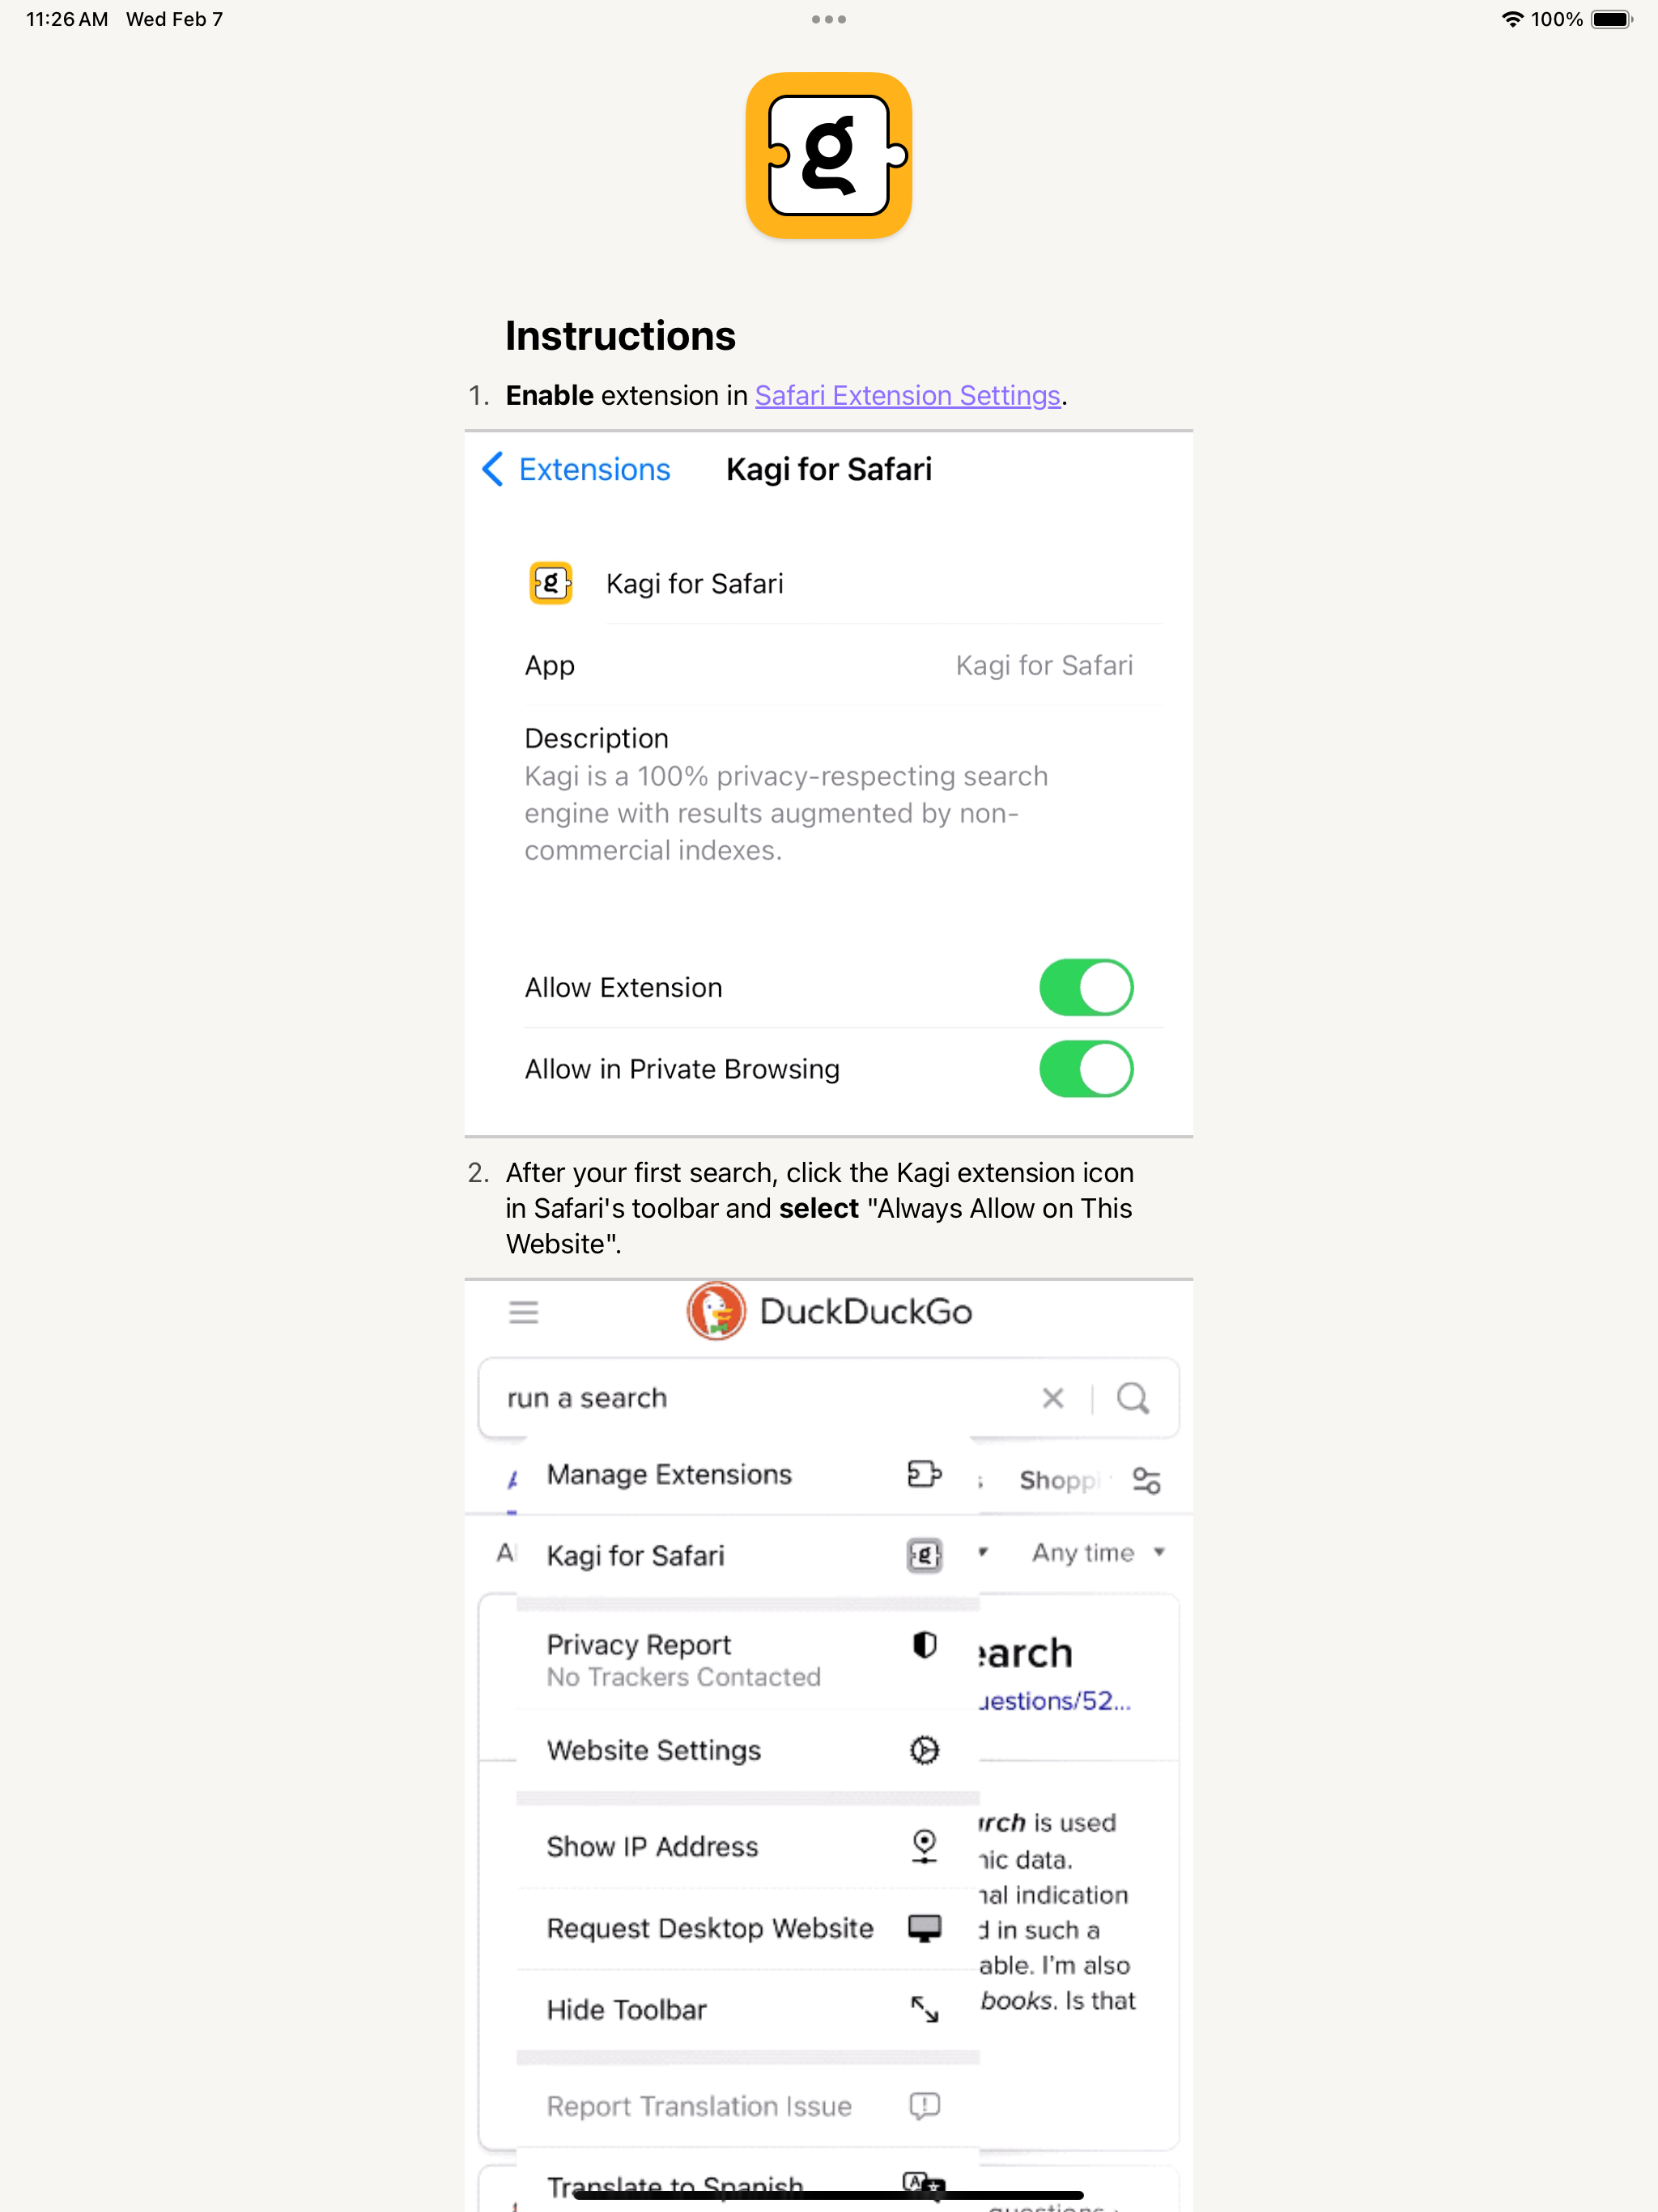 11:26 AM Wed Feb 7
100%
g
Instructions
1. Enable extension in Safari Extension Settings.
Extensions Kagi for Safari
g Kagi for Safari
App Kagi for Safari
Description
Kagi is a 100% privacy-respecting search
engine with results augmented by non-
commercial indexes.
Allow Extension
Allow in Private Browsing
2. After your first search, click the Kagi extension icon
in Safari's toolbar and select "Always Allow on This
Website".
DuckDuckGo
run a search
Manage Extensions
Shoppi
Kagi for Safari g
Any time
Privacy Report
No Trackers Contacted
earch
uestions/52...
Website Settings
arch is used
Show IP Address
nic data.
nal indication
Request Desktop Website
d in such a
able. I'm also
Hide Toolbar
books. Is that
Report Translation Issue
Translate to Spanish